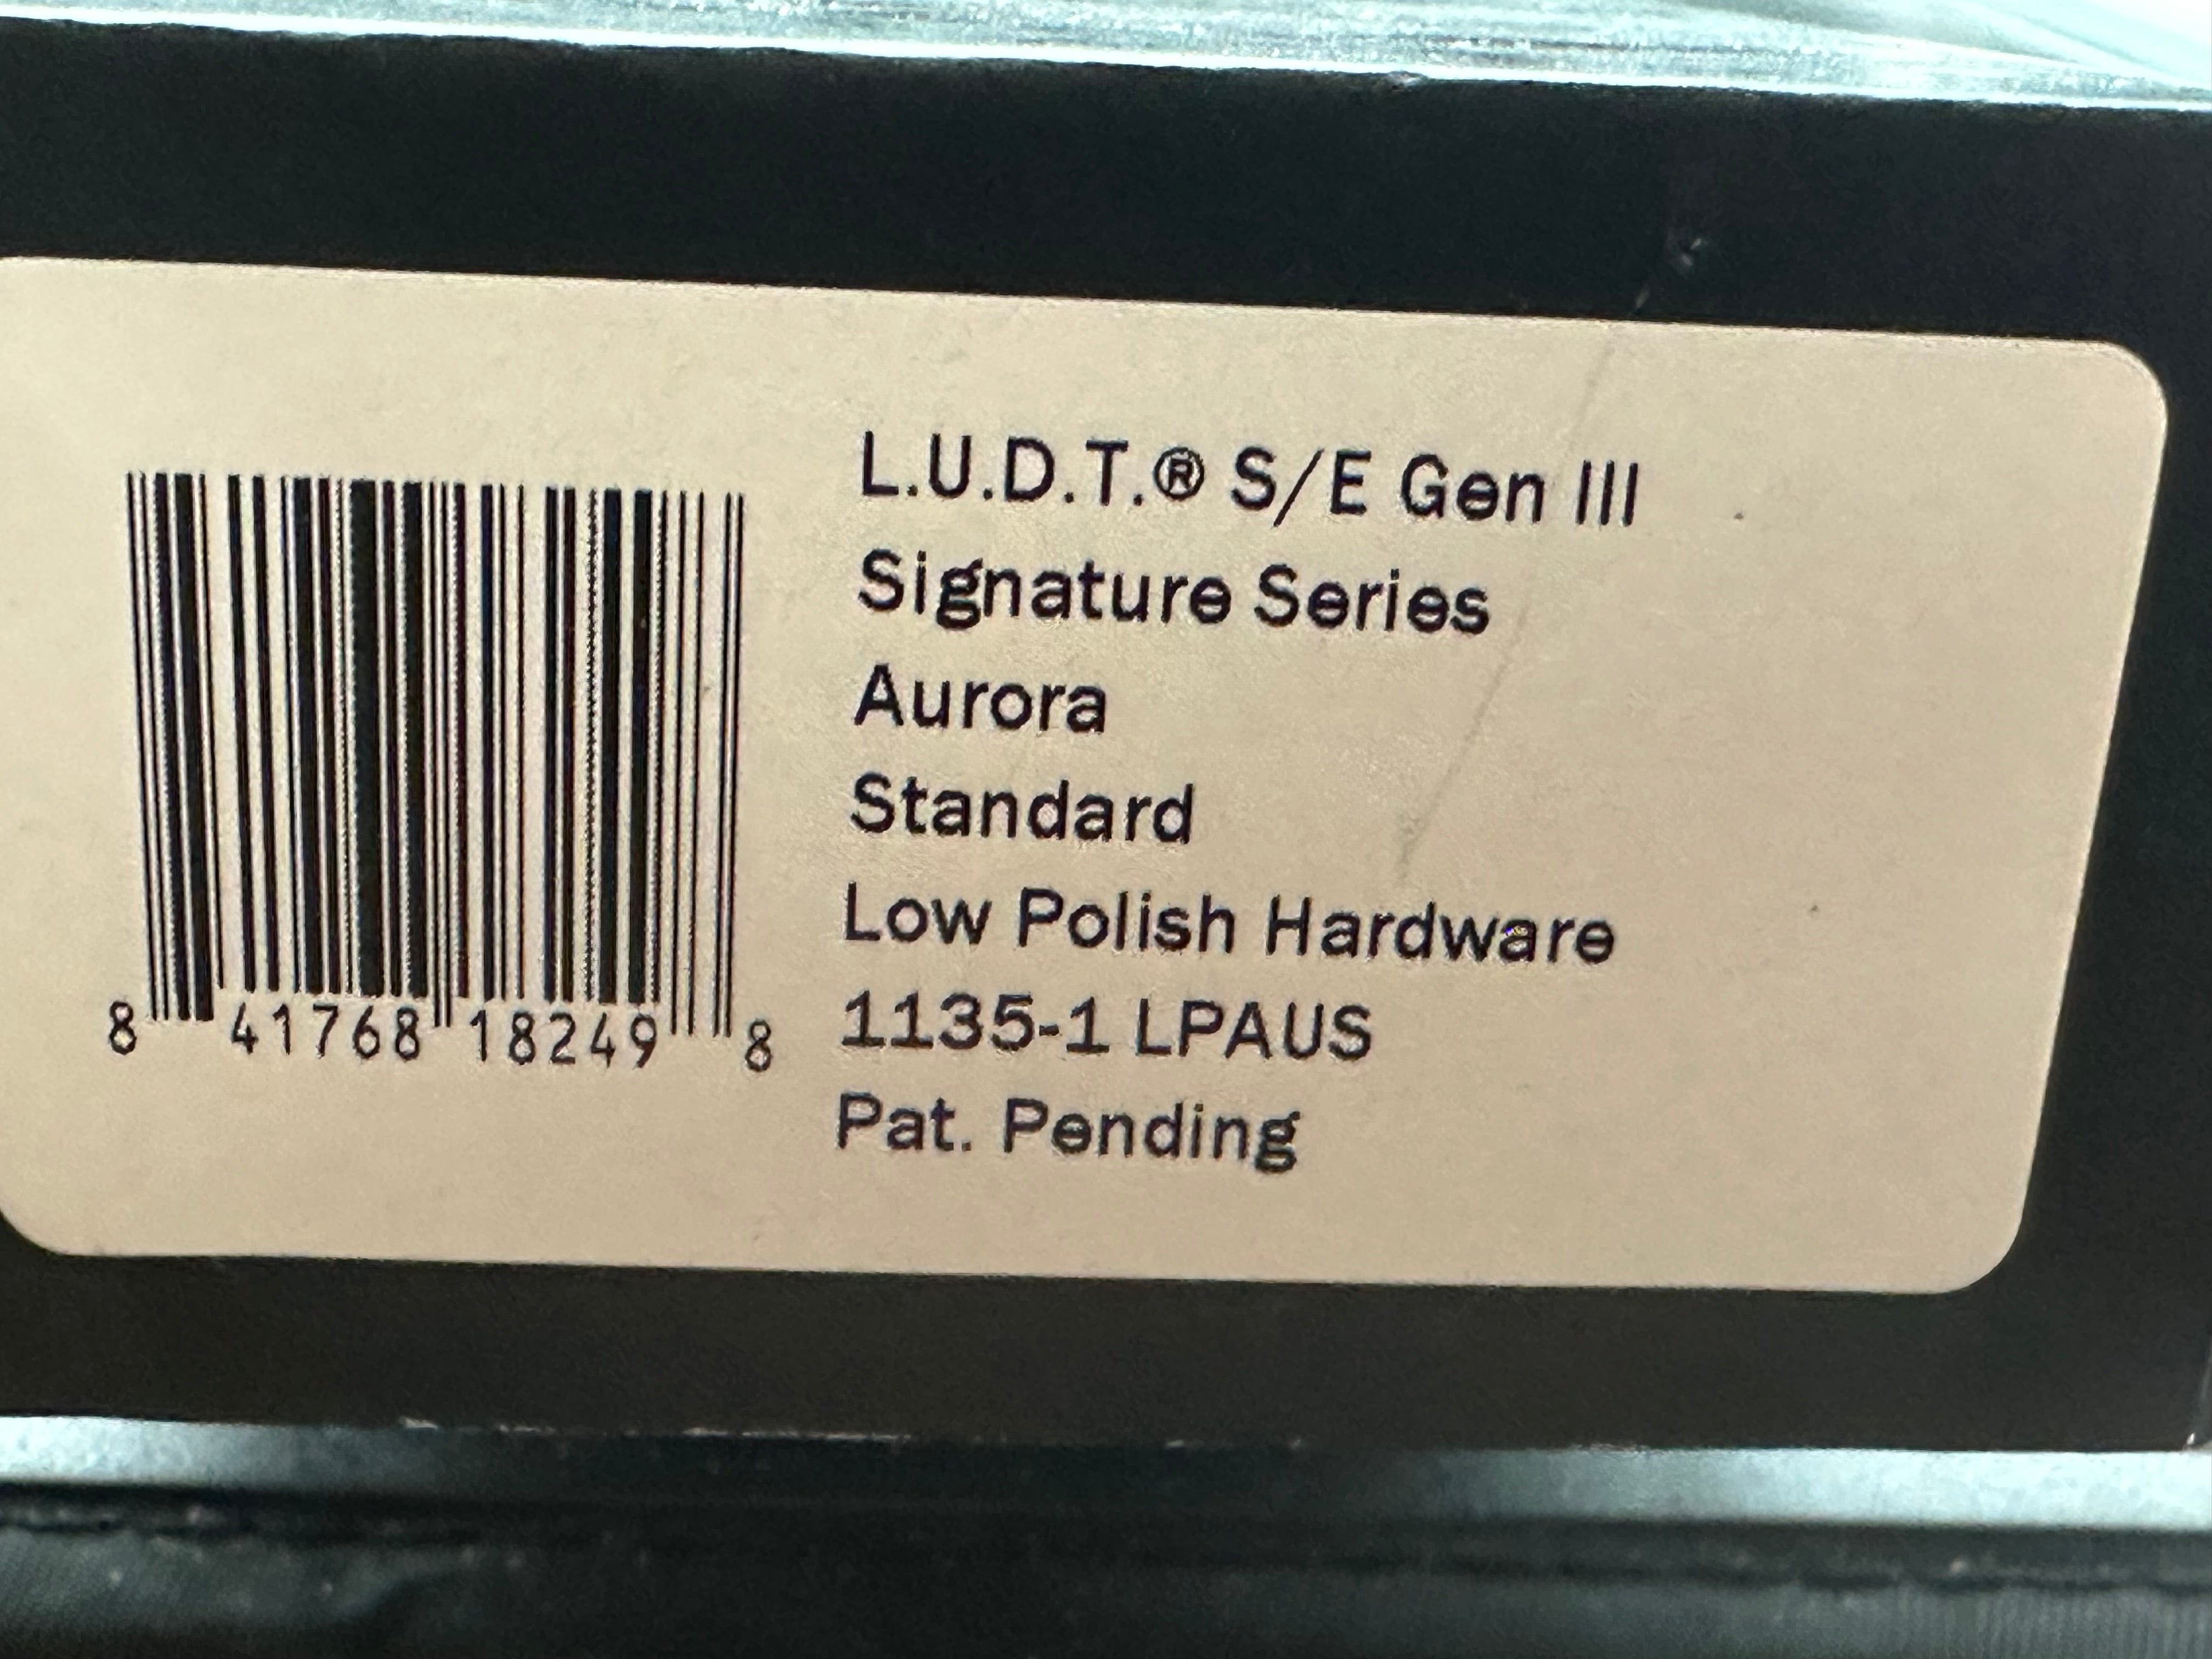 L.U.D.T.® S/E Gen III
Signature Series
Aurora
Standard
Low Polish Hardware
1135-1 LPAUS
Pat. Pending
8 41768 18249 8